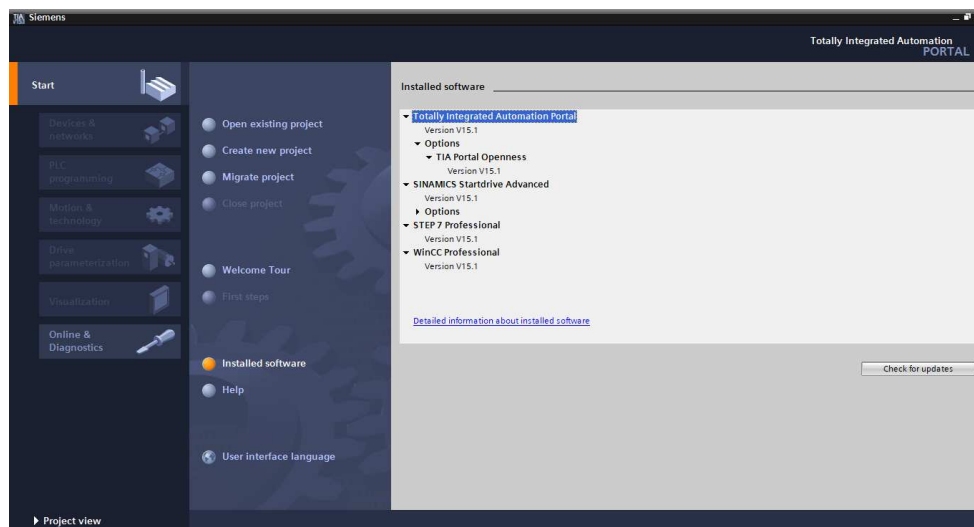 Siemens
Totally Integrated Automation
PORTAL
Start
Devices &
networks
PLC
programming
Motion &
technology
Drive
parameterization
Visualization
Online &
Diagnostics
Open existing project
Create new project
Migrate project
Close project
Welcome Tour
First steps
Installed software
Help
User interface language
Installed software
Totally Integrated Automation Portal
Version V15.1
Options
TIA Portal Openness
Version V15.1
SINAMICS Startdrive Advanced
Version V15.1
Options
STEP 7 Professional
Version V15.1
WinCC Professional
Version V15.1
Detailed information about installed software
Check for updates
Project view